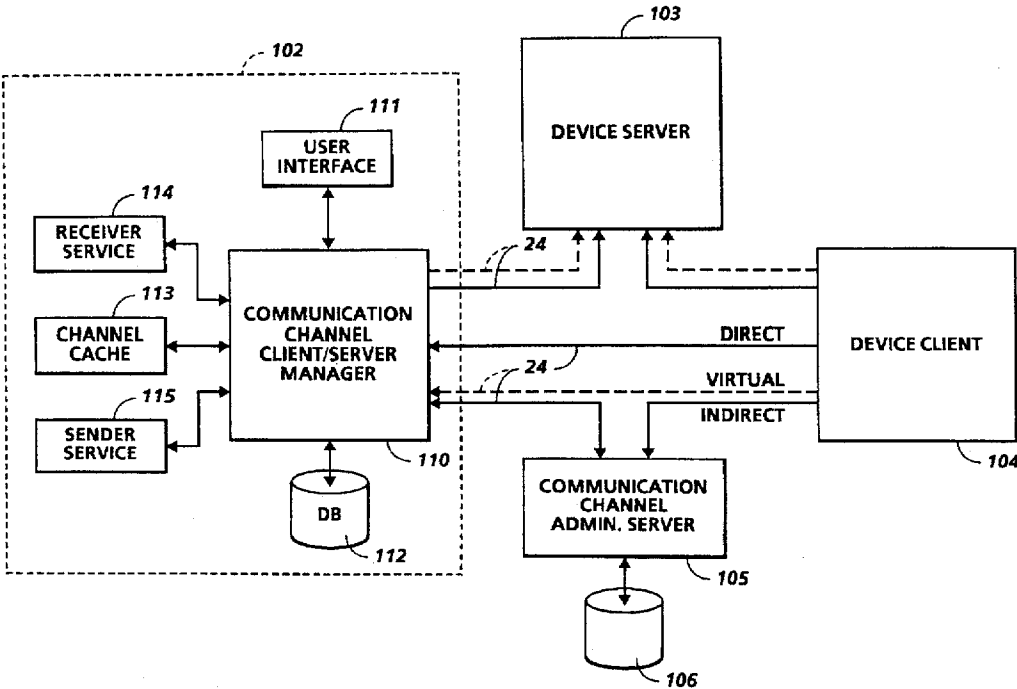 103
102
111
DEVICE SERVER
USER
INTERFACE
114
RECEIVER
SERVICE
24
113
CHANNEL
CACHE
COMMUNICATION
CHANNEL
CLIENT/SERVER
MANAGER
DIRECT
DEVICE CLIENT
24
VIRTUAL
INDIRECT
115
SENDER
SERVICE
110
104
COMMUNICATION
CHANNEL
ADMIN. SERVER
DB
112
105
106